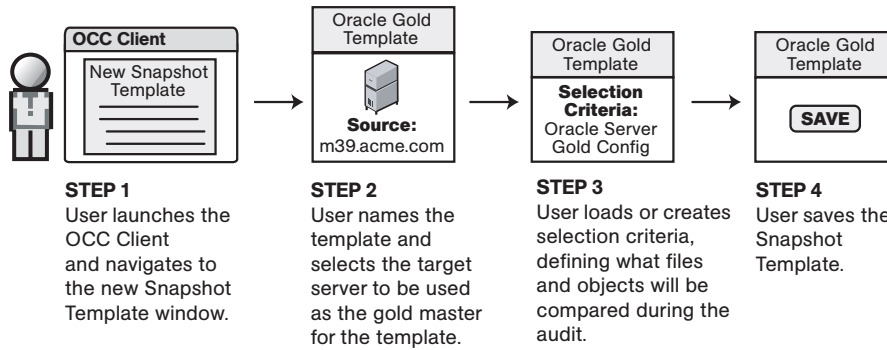 OCC Client
New Snapshot
Template
Oracle Gold
Template
Source:
m39.acme.com
Oracle Gold
Template
Selection
Criteria:
Oracle Server
Gold Config
Oracle Gold
Template
SAVE
STEP 1
User launches the
OCC Client
and navigates to
the new Snapshot
Template window.
STEP 2
User names the
template and
selects the target
server to be used
as the gold master
for the template.
STEP 3
User loads or creates
selection criteria,
defining what files
and objects will be
compared during the
audit.
STEP 4
User saves the
Snapshot
Template.